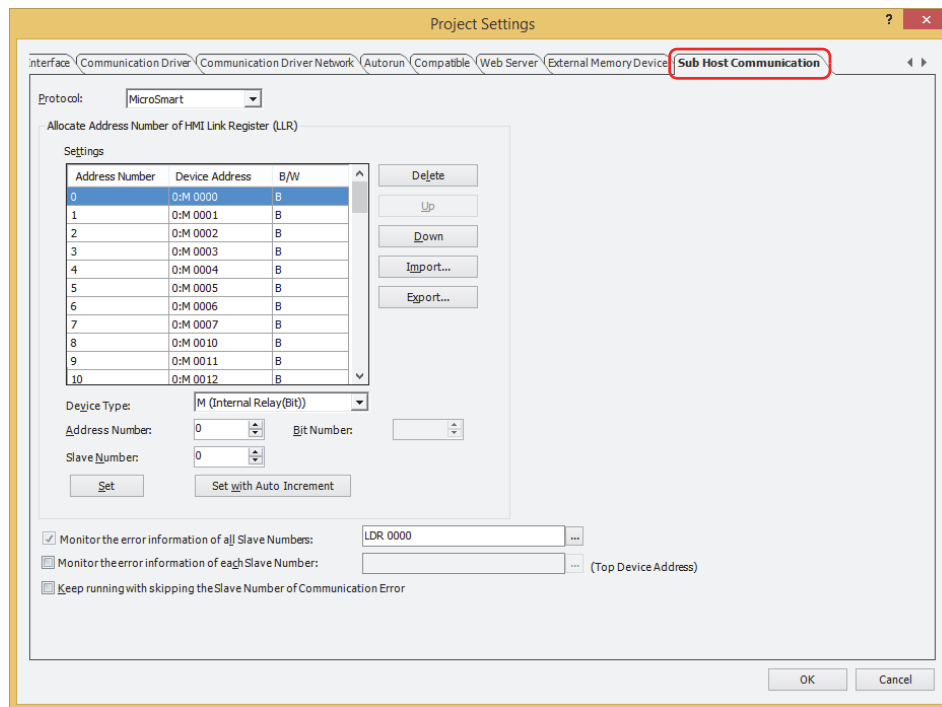 Project Settings
?
nterface Communication Driver Communication Driver Network Autorun Compatible Web Server External Memory Device Sub Host Communication
Protocol: MicroSmart
Allocate Address Number of HMI Link Register (LLR)
Settings
Address Number Device Address B/W
0 0:M 0000 B
1 0:M 0001 B
2 0:M 0002 B
3 0:M 0003 B
4 0:M 0004 B
5 0:M 0005 B
6 0:M 0006 B
7 0:M 0007 B
8 0:M 0010 B
9 0:M 0011 B
10 0:M 0012 B
Delete
Up
Down
Import...
Export...
Device Type: M (Internal Relay(Bit))
Address Number: 0 Bit Number:
Slave Number: 0
Set Set with Auto Increment
Monitor the error information of all Slave Numbers: LDR 0000 ...
Monitor the error information of each Slave Number: ... (Top Device Address)
Keep running with skipping the Slave Number of Communication Error
OK Cancel